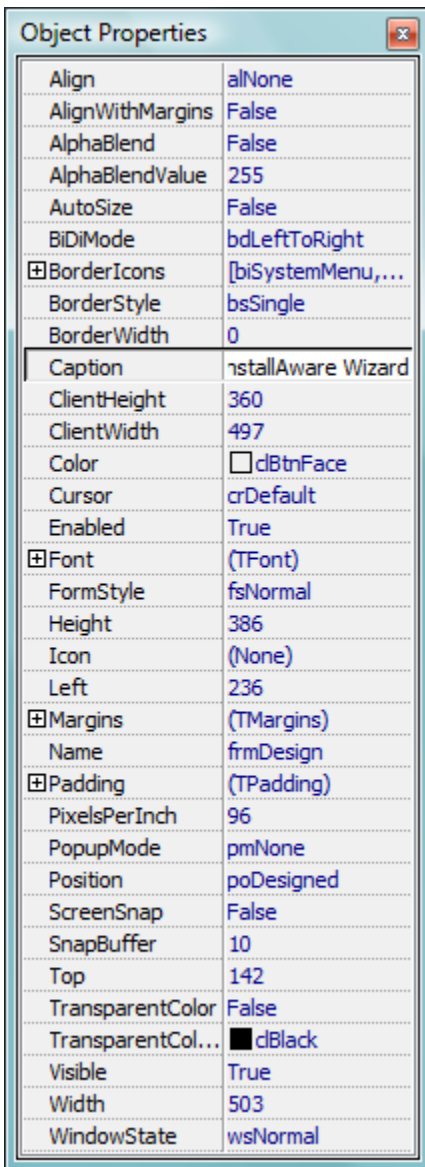 Object Properties
Align alNone
AlignWithMargins False
AlphaBlend False
AlphaBlendValue 255
AutoSize False
BiDiMode bdLeftToRight
BorderIcons [biSystemMenu,...
BorderStyle bsSingle
BorderWidth 0
Caption nstallAware Wizard
ClientHeight 360
ClientWidth 497
Color clBtnFace
Cursor crDefault
Enabled True
Font (TFont)
FormStyle fsNormal
Height 386
Icon (None)
Left 236
Margins (TMargins)
Name frmDesign
Padding (TPadding)
PixelsPerInch 96
PopupMode pmNone
Position poDesigned
ScreenSnap False
SnapBuffer 10
Top 142
TransparentColor False
TransparentCol... clBlack
Visible True
Width 503
WindowState wsNormal